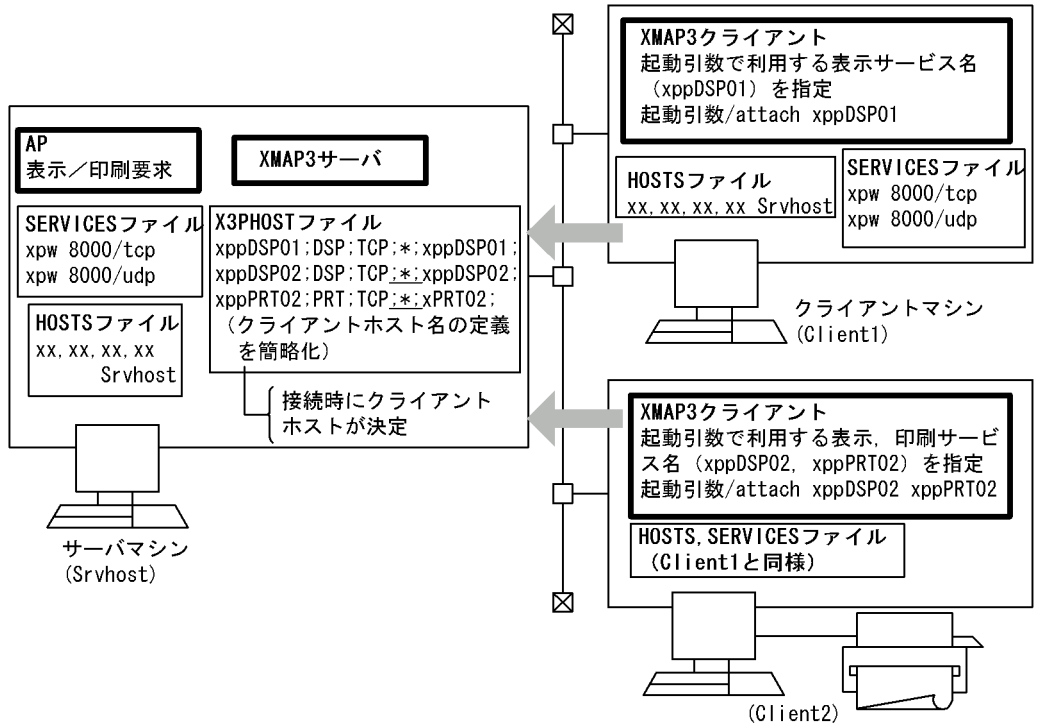 AP
表示／印刷要求
XMAP3サーバ
SERVICESファイル
xpw 8000/tcp
xpw 8000/udp
HOSTSファイル
xx,xx,xx,xx
Srvhost
X3PHOSTファイル
xppDSP01;DSP;TCP;*;xppDSP01;
xppDSP02;DSP;TCP;*;xppDSP02;
xppPRT02;PRT;TCP;*;xPRT02;
（クライアントホスト名の定義
を簡略化）
接続時にクライアント
ホストが決定
サーバマシン
(Srvhost)
XMAP3クライアント
起動引数で利用する表示サービス名
（xppDSP01）を指定
起動引数/attach xppDSP01
HOSTSファイル
xx,xx,xx,xx Srvhost
SERVICESファイル
xpw 8000/tcp
xpw 8000/udp
クライアントマシン
(Client1)
XMAP3クライアント
起動引数で利用する表示，印刷サービ
ス名（xppDSP02, xppPRT02）を指定
起動引数/attach xppDSP02 xppPRT02
HOSTS,SERVICESファイル
（Client1と同様）
(Client2)